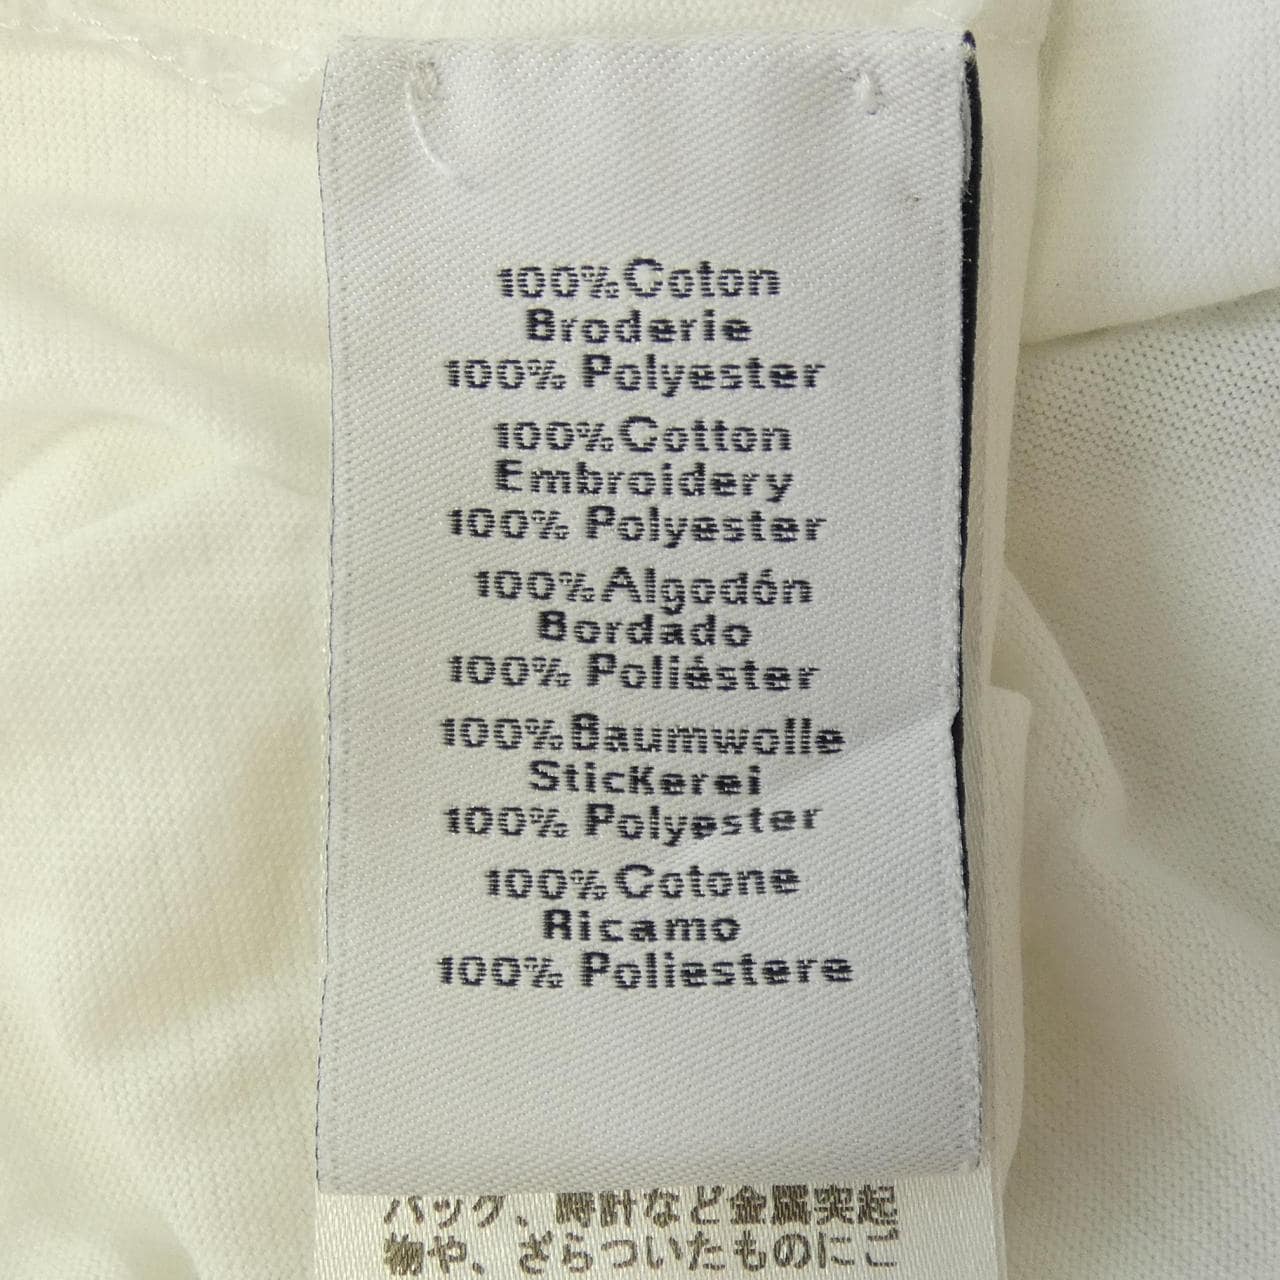 100% Coton
Broderie
100% Polyester
100% Cotton
Embroidery
100% Polyester
100% Algodón
Bordado
100% Poliéster
100% Baumwolle
Stickerei
100% Polyester
100% Cotone
Ricamo
100% Poliestere
バッグ、時計など金属突起
物や、ざらついたものにご